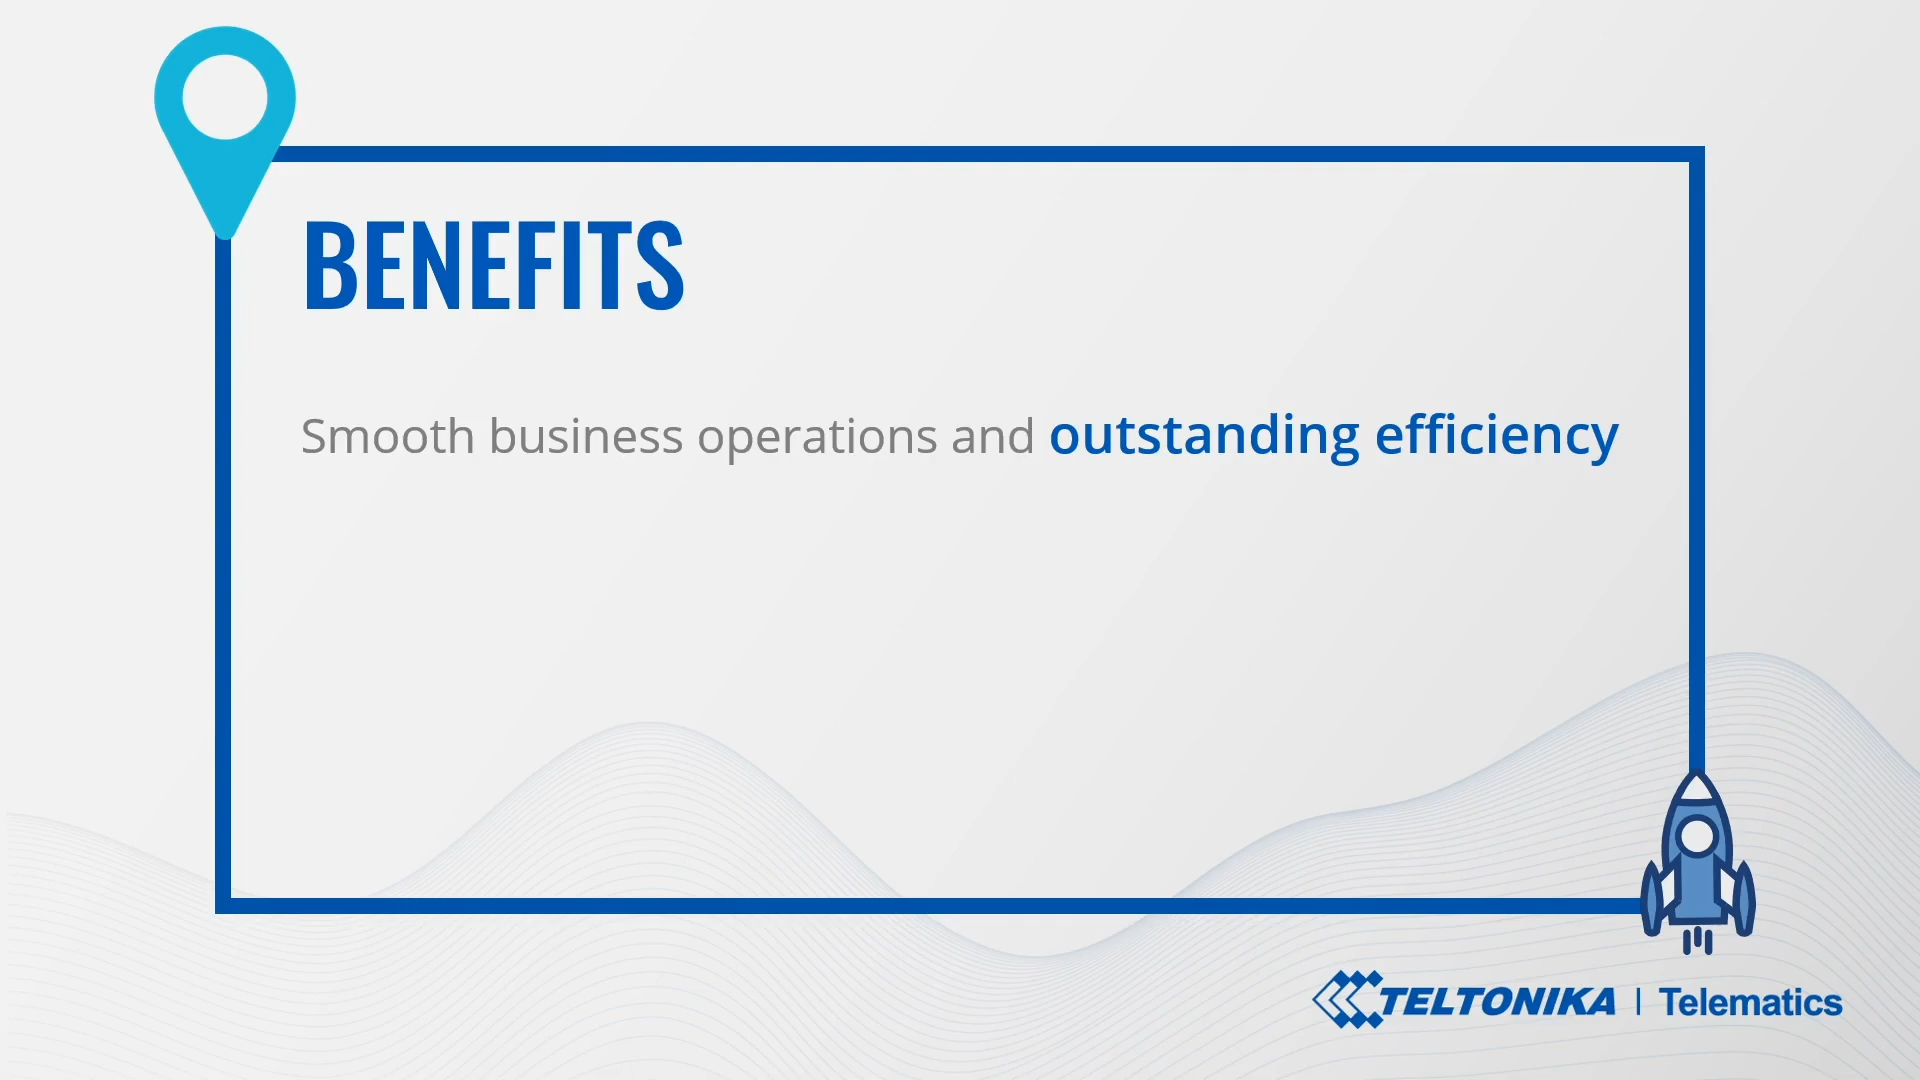 BENEFITS
Smooth business operations and outstanding efficiency
TELTONIKA | Telematics